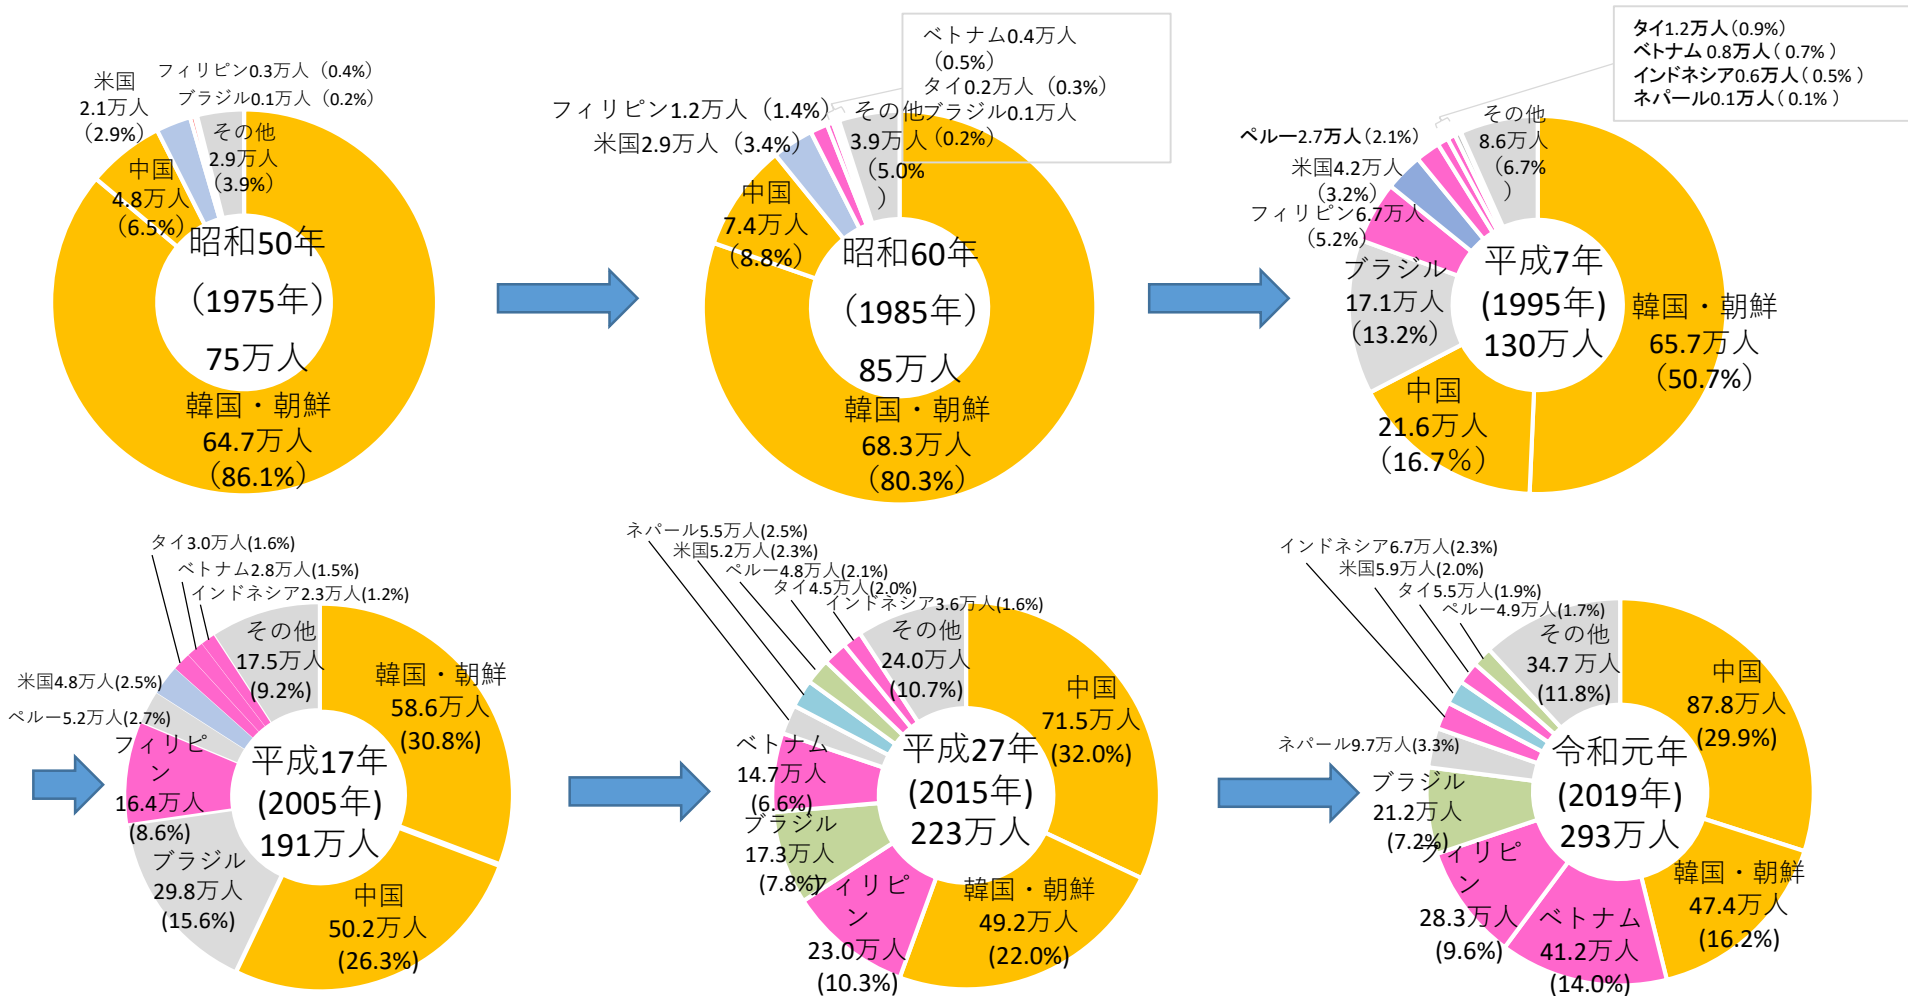 米国
2.1万人
（2.9%）
フィリピン0.3万人（0.4%）
ブラジル0.1万人（0.2%）
その他
2.9万人
（3.9%）
中国
4.8万人
（6.5%）
昭和50年
（1975年）
75万人
韓国・朝鮮
64.7万人
（86.1%）
ベトナム0.4万人
（0.5%）
タイ0.2万人（0.3%）
ブラジル0.1万人
（0.2%）
フィリピン1.2万人（1.4%）
米国2.9万人（3.4%）
その他
3.9万人
（5.0%
）
中国
7.4万人
（8.8%）
昭和60年
（1985年）
85万人
韓国・朝鮮
68.3万人
（80.3%）
タイ1.2万人（0.9%）
ベトナム 0.8万人（ 0.7% ）
インドネシア0.6万人（ 0.5% ）
ネパール0.1万人（ 0.1% ）
ペルー2.7万人（2.1%）
米国4.2万人
（3.2%）
フィリピン6.7万人
（5.2%）
その他
8.6万人
（6.7%
）
ブラジル
17.1万人
（13.2%）
平成7年
(1995年)
130万人
韓国・朝鮮
65.7万人
（50.7%）
中国
21.6万人
（16.7％）
タイ3.0万人(1.6%)
ベトナム2.8万人(1.5%)
インドネシア2.3万人(1.2%)
その他
17.5万人
(9.2%)
米国4.8万人(2.5%)
ペルー5.2万人(2.7%)
フィリピ
ン
16.4万人
(8.6%)
韓国・朝鮮
58.6万人
(30.8%)
平成17年
(2005年)
191万人
ブラジル
29.8万人
(15.6%)
中国
50.2万人
(26.3%)
ネパール5.5万人(2.5%)
米国5.2万人(2.3%)
ペルー4.8万人(2.1%)
タイ4.5万人(2.0%)
インドネシア3.6万人(1.6%)
その他
24.0万人
(10.7%)
中国
71.5万人
(32.0%)
ベトナム
14.7万人
(6.6%)
平成27年
(2015年)
223万人
ブラジル
17.3万人
(7.8%)
フィリピ
ン
23.0万人
(10.3%)
韓国・朝鮮
49.2万人
(22.0%)
インドネシア6.7万人(2.3%)
米国5.9万人(2.0%)
タイ5.5万人(1.9%)
ペルー4.9万人(1.7%)
その他
34.7 万人
(11.8%)
中国
87.8万人
(29.9%)
ネパール9.7万人(3.3%)
ブラジル
21.2万人
(7.2%)
令和元年
(2019年)
293万人
フィリピ
ン
28.3万人
(9.6%)
ベトナム
41.2万人
(14.0%)
韓国・朝鮮
47.4万人
(16.2%)